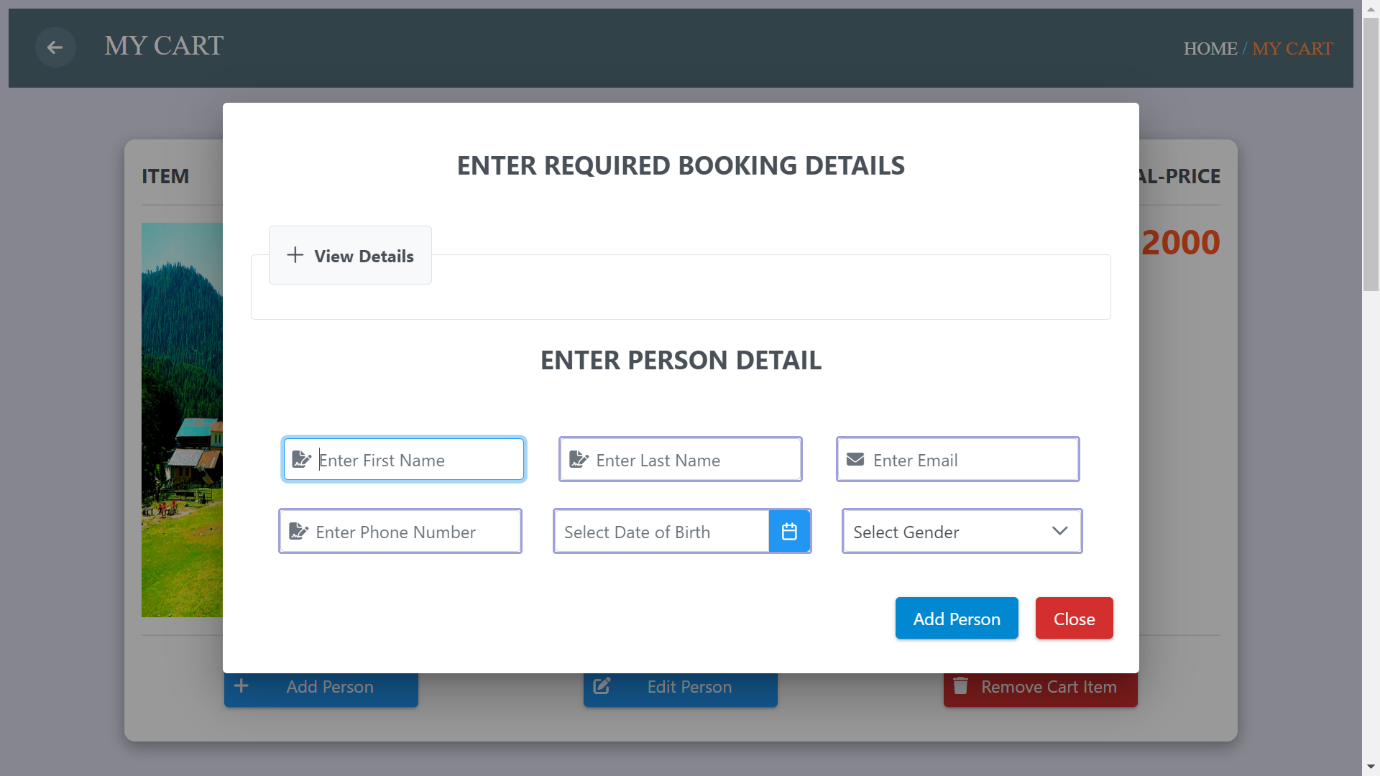 MY CART
HOME / MY CART
ENTER REQUIRED BOOKING DETAILS
ITEM
AL-PRICE
View Details
2000
ENTER PERSON DETAIL
Enter First Name
Enter Last Name
Enter Email
Enter Phone Number
Select Date of Birth
Select Gender
Add Person
Close
Add Person
Edit Person
Remove Cart Item